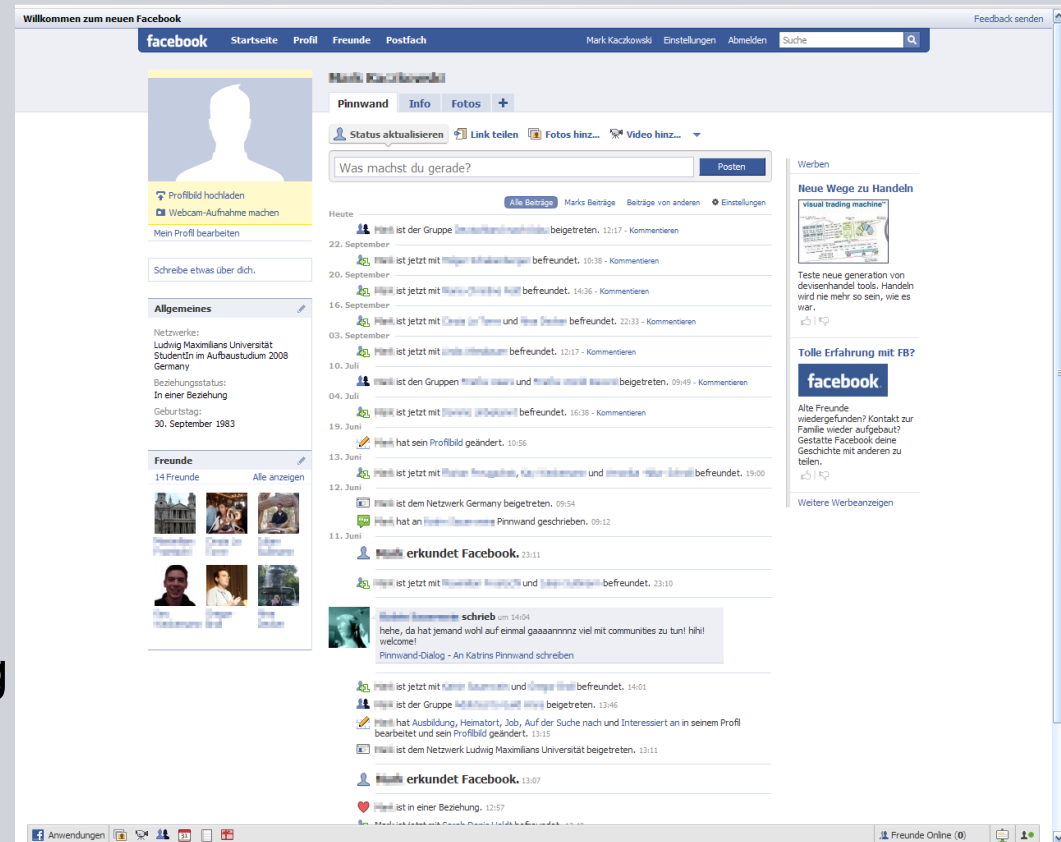 Willkommen zum neuen Facebook
Feedback senden
facebook Startseite Profil Freunde Postfach Mark Kaczkowski Einstellungen Abmelden Suche
Pinnwand Info Fotos +
Status aktualisieren Link teilen Fotos hinz... Video hinz...
Was machst du gerade? Posten
Alle Beiträge Marks Beiträge Beiträge von anderen Einstellungen
Profilbild hochladen
Webcam-Aufnahme machen
Mein Profil bearbeiten
Schreibe etwas über dich.
Allgemeines
Netzwerke:
Ludwig Maximilians Universität
StudentIn im Aufbaustudium 2008
Germany
Beziehungsstatus:
In einer Beziehung
Geburtstag:
30. September 1983
Freunde
14 Freunde Alle anzeigen
Heute
ist der Gruppe beigetreten. 12:17 - Kommentieren
22. September
ist jetzt mit befreundet. 10:38 - Kommentieren
20. September
ist jetzt mit befreundet. 14:36 - Kommentieren
16. September
ist jetzt mit und befreundet. 22:33 - Kommentieren
03. September
ist jetzt mit befreundet. 12:17 - Kommentieren
10. Juli
ist den Gruppen und beigetreten. 09:49 - Kommentieren
04. Juli
ist jetzt mit befreundet. 16:38 - Kommentieren
19. Juni
hat sein Profilbild geändert. 10:56
13. Juni
ist jetzt mit , und befreundet. 19:00
12. Juni
ist dem Netzwerk Germany beigetreten. 09:54
hat an Pinnwand geschrieben. 09:12
11. Juni
erkundet Facebook. 23:11
ist jetzt mit und befreundet. 23:10
schrieb um 14:04
hehe, da hat jemand wohl auf einmal gaaaannnnz viel mit communities zu tun! hihi!
welcome!
Pinnwand-Dialog - An Katrins Pinnwand schreiben
ist jetzt mit und befreundet. 14:01
ist der Gruppe beigetreten. 13:46
hat Ausbildung, Heimatort, Job, Auf der Suche nach und Interessiert an in seinem Profil
bearbeitet und sein Profilbild geändert. 13:15
ist dem Netzwerk Ludwig Maximilians Universität beigetreten. 13:11
erkundet Facebook. 13:07
ist in einer Beziehung. 12:57
Werben
Neue Wege zu Handeln
visual trading machine
Teste neue generation von
devisenhandel tools. Handeln
wird nie mehr so sein, wie es
war.
Tolle Erfahrung mit FB?
facebook
Alte Freunde
wiedergefunden? Kontakt zur
Familie wieder aufgebaut?
Gestatte Facebook deine
Geschichte mit anderen zu
teilen.
Weitere Werbeanzeigen
Anwendungen 31 Freunde Online (0) 1
g